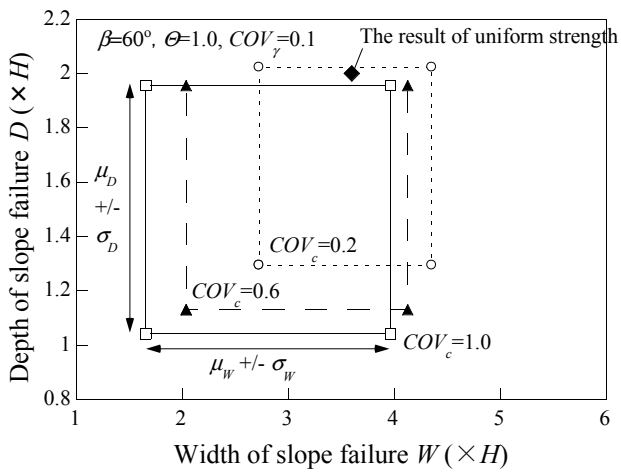 β=60°, Θ=1.0, COVγ=0.1
The result of uniform strength
2.2
2
1.8
1.6
1.4
1.2
1
0.8
Depth of slope failure D (×H)
μD
+/-
σD
COVc=0.2
COVc=0.6
COVc=1.0
μW +/- σW
1 2 3 4 5 6
Width of slope failure W (×H)